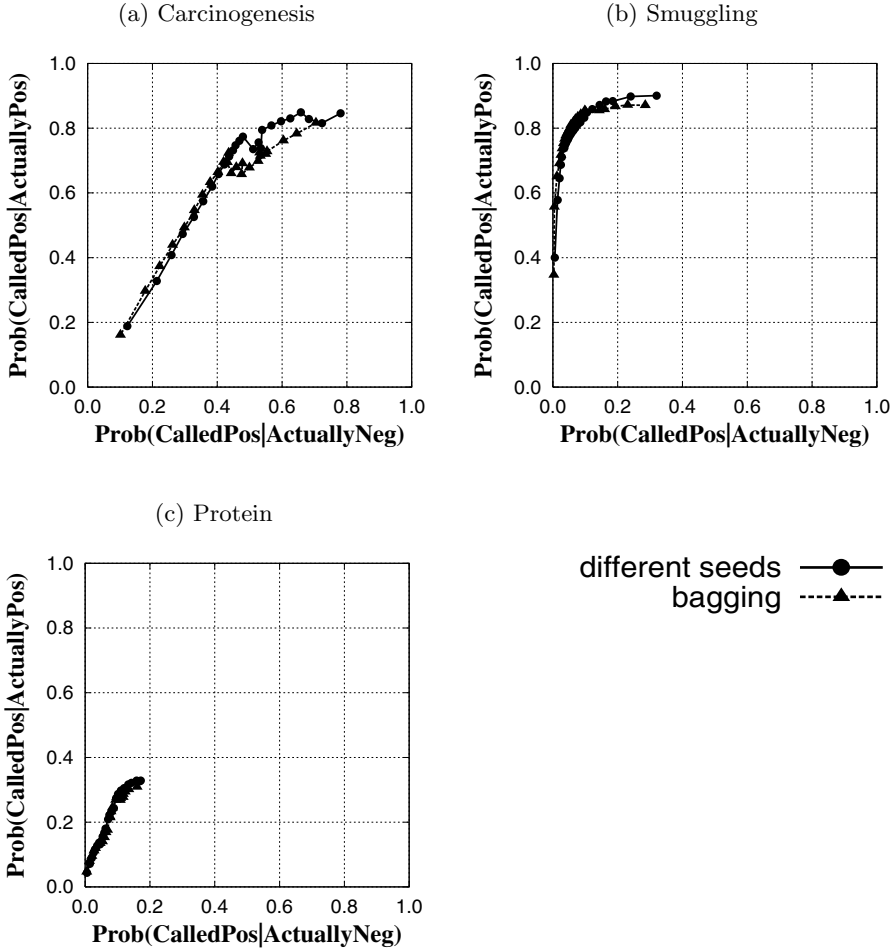 (a) Carcinogenesis
Prob(CalledPos|ActuallyPos)
1.0
0.8
0.6
0.4
0.2
0.0
0.0 0.2 0.4 0.6 0.8 1.0
Prob(CalledPos|ActuallyNeg)
(b) Smuggling
Prob(CalledPos|ActuallyPos)
1.0
0.8
0.6
0.4
0.2
0.0
0.0 0.2 0.4 0.6 0.8 1.0
Prob(CalledPos|ActuallyNeg)
(c) Protein
Prob(CalledPos|ActuallyPos)
1.0
0.8
0.6
0.4
0.2
0.0
0.0 0.2 0.4 0.6 0.8 1.0
Prob(CalledPos|ActuallyNeg)
different seeds
bagging